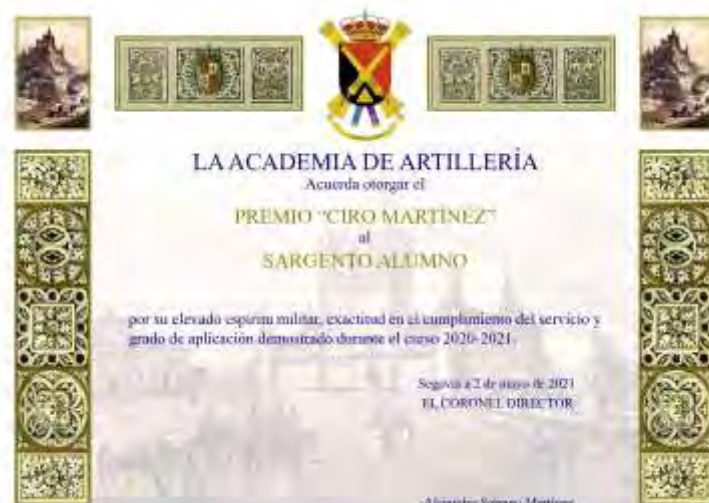 LA ACADEMIA DE ARTILLERÍA
Acuerda otorgar el
PREMIO "CIRO MARTÍNEZ"
al
SARGENTO ALUMNO
por su elevado espíritu militar, exactitud en el cumplimiento del servicio y
grado de aplicación demostrado durante el curso 2020-2021.
Segovia a 2 de mayo de 2021
EL CORONEL DIRECTOR
Martínez